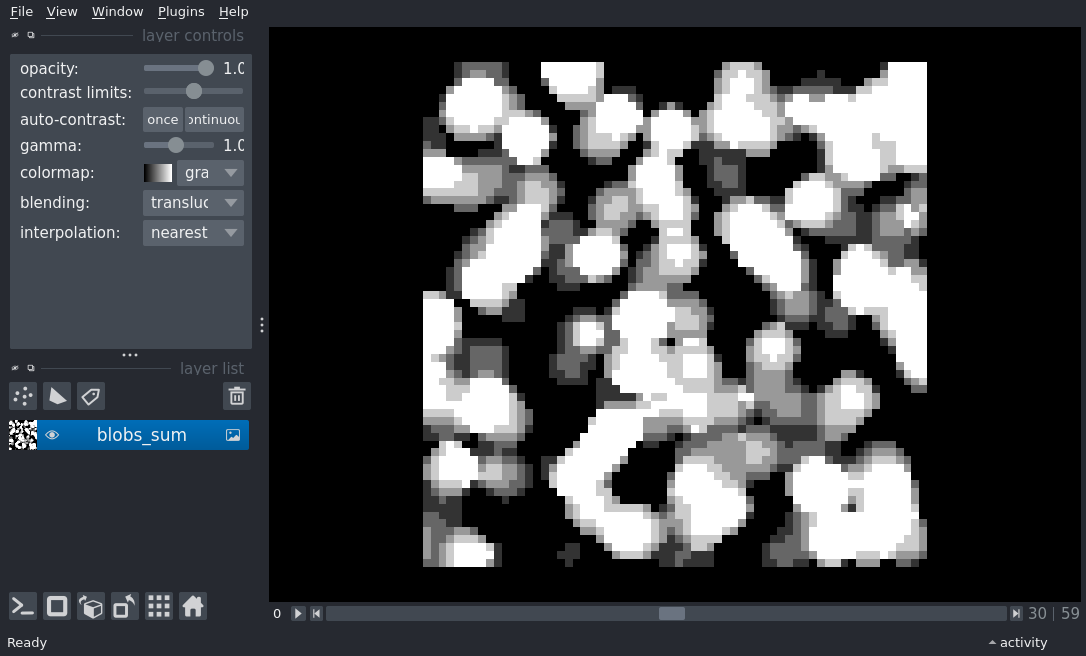 File View Window Plugins Help
layer controls
opacity: 1.0
contrast limits:
auto-contrast: once ontinuou
gamma: 1.0
colormap: gra
blending: transluc
interpolation: nearest
layer list
blobs_sum
0 30 | 59
Ready activity